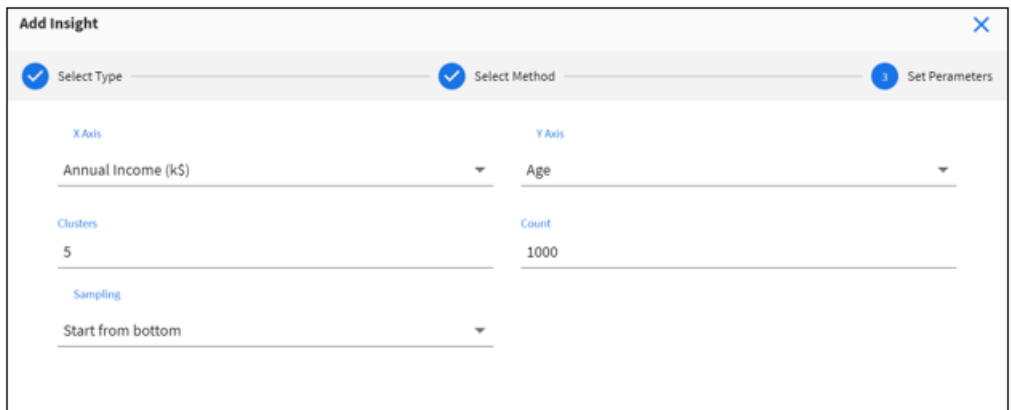 Add Insight
Select Type
Select Method
3
Set Perameters
X Axis
Y Axis
Annual Income (k$)
Age
Clusters
Count
5
1000
Sampling
Start from bottom